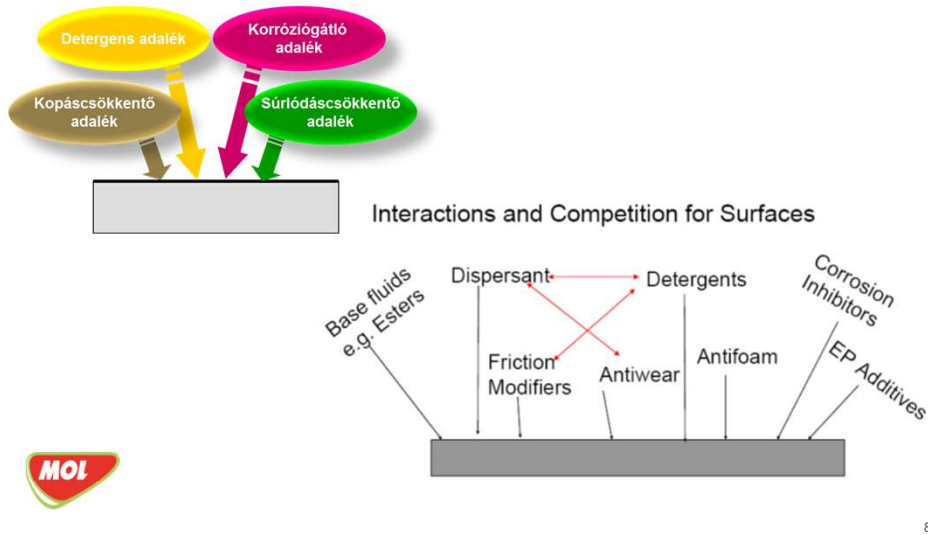 Detergens adalék
Korróziógátló
adalék
Kopáscsökkentő
adalék
Súrlódáscsökkentő
adalék
Interactions and Competition for Surfaces
Base fluids
e.g. Esters
Dispersant
Detergents
Corrosion
Inhibitors
Friction
Modifiers
Antiwear
Antifoam
EP Additives
MOL
8